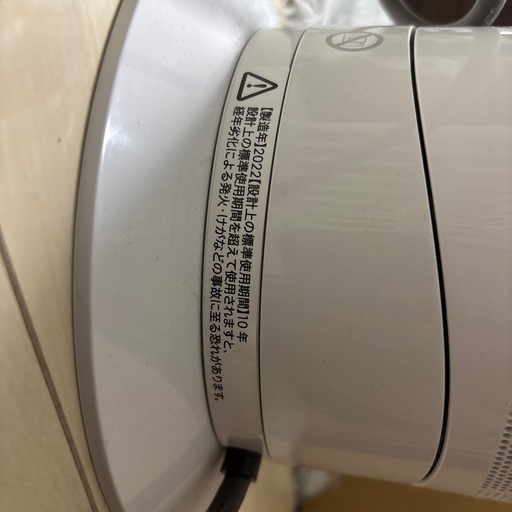 【製造年】2022【設計上の標準使用期間】10 年
設計上の標準使用期間を超えて使用されますと、
経年劣化による発火・けがなどの事故に至る恐れがあります。